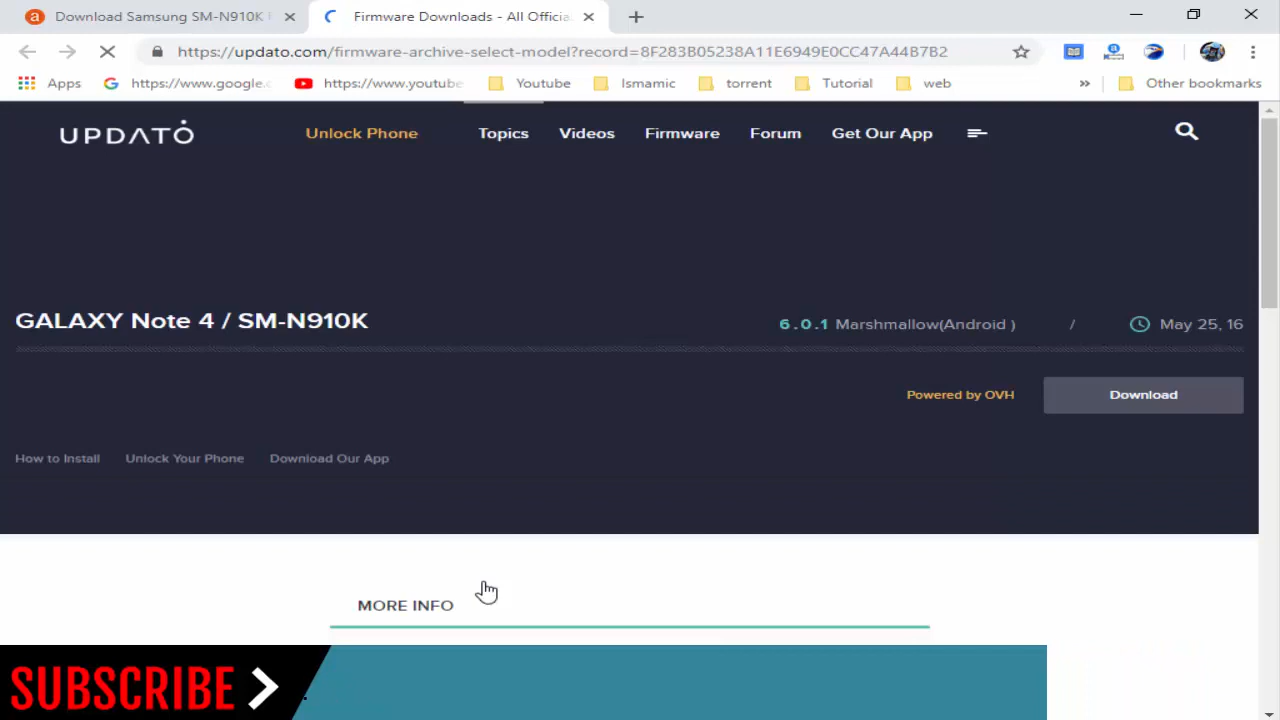 Download Samsung SM-N910K F
Firmware Downloads - All Officia
https://updato.com/firmware-archive-select-model?record=8F283B05238A11E6949E0CC47A44B7B2
Apps
https://www.google.c
https://www.youtube
Youtube
Ismamic
torrent
Tutorial
web
»
Other bookmarks
UPDATO
Unlock Phone
Topics
Videos
Firmware
Forum
Get Our App
GALAXY Note 4 / SM-N910K
6.0.1 Marshmallow(Android )
/
May 25, 16
Powered by OVH
Download
How to Install
Unlock Your Phone
Download Our App
MORE INFO
SUBSCRIBE